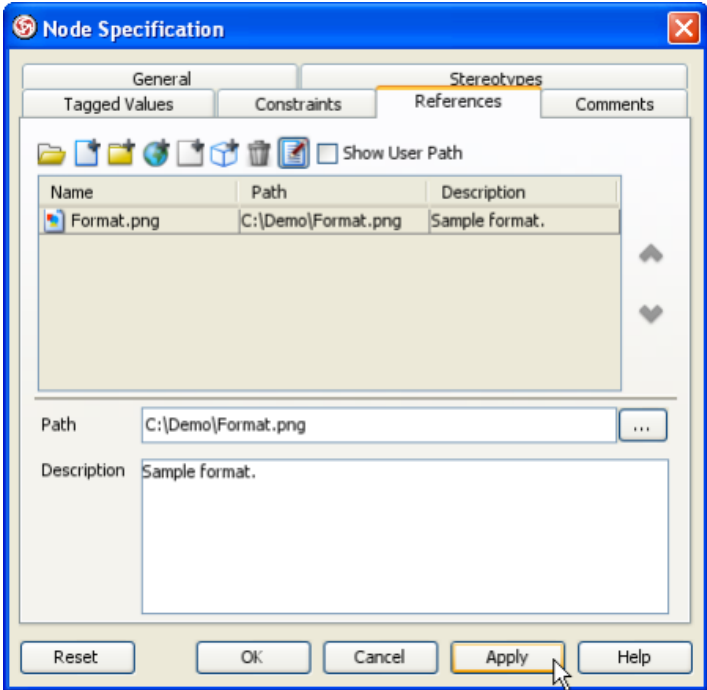 Node Specification
General Stereotypes
Tagged Values Constraints References Comments
Show User Path
Name Path Description
Format.png C:\Demo\Format.png Sample format.
Path C:\Demo\Format.png ...
Description Sample format.
Reset OK Cancel Apply Help